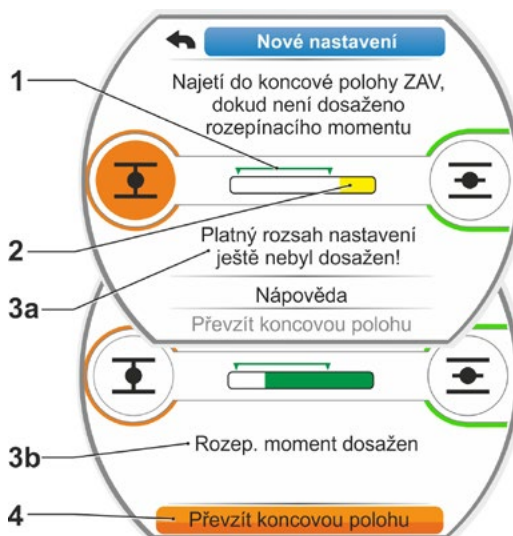 Nové nastavení
1
Najetí do koncové polohy ZAV,
dokud není dosaženo
rozepínacího momentu
2
Platný rozsah nastavení
ještě nebyl dosažen!
3a
Nápověda
Převzít koncovou polohu
3b
Rozep. moment dosažen
4
Převzít koncovou polohu